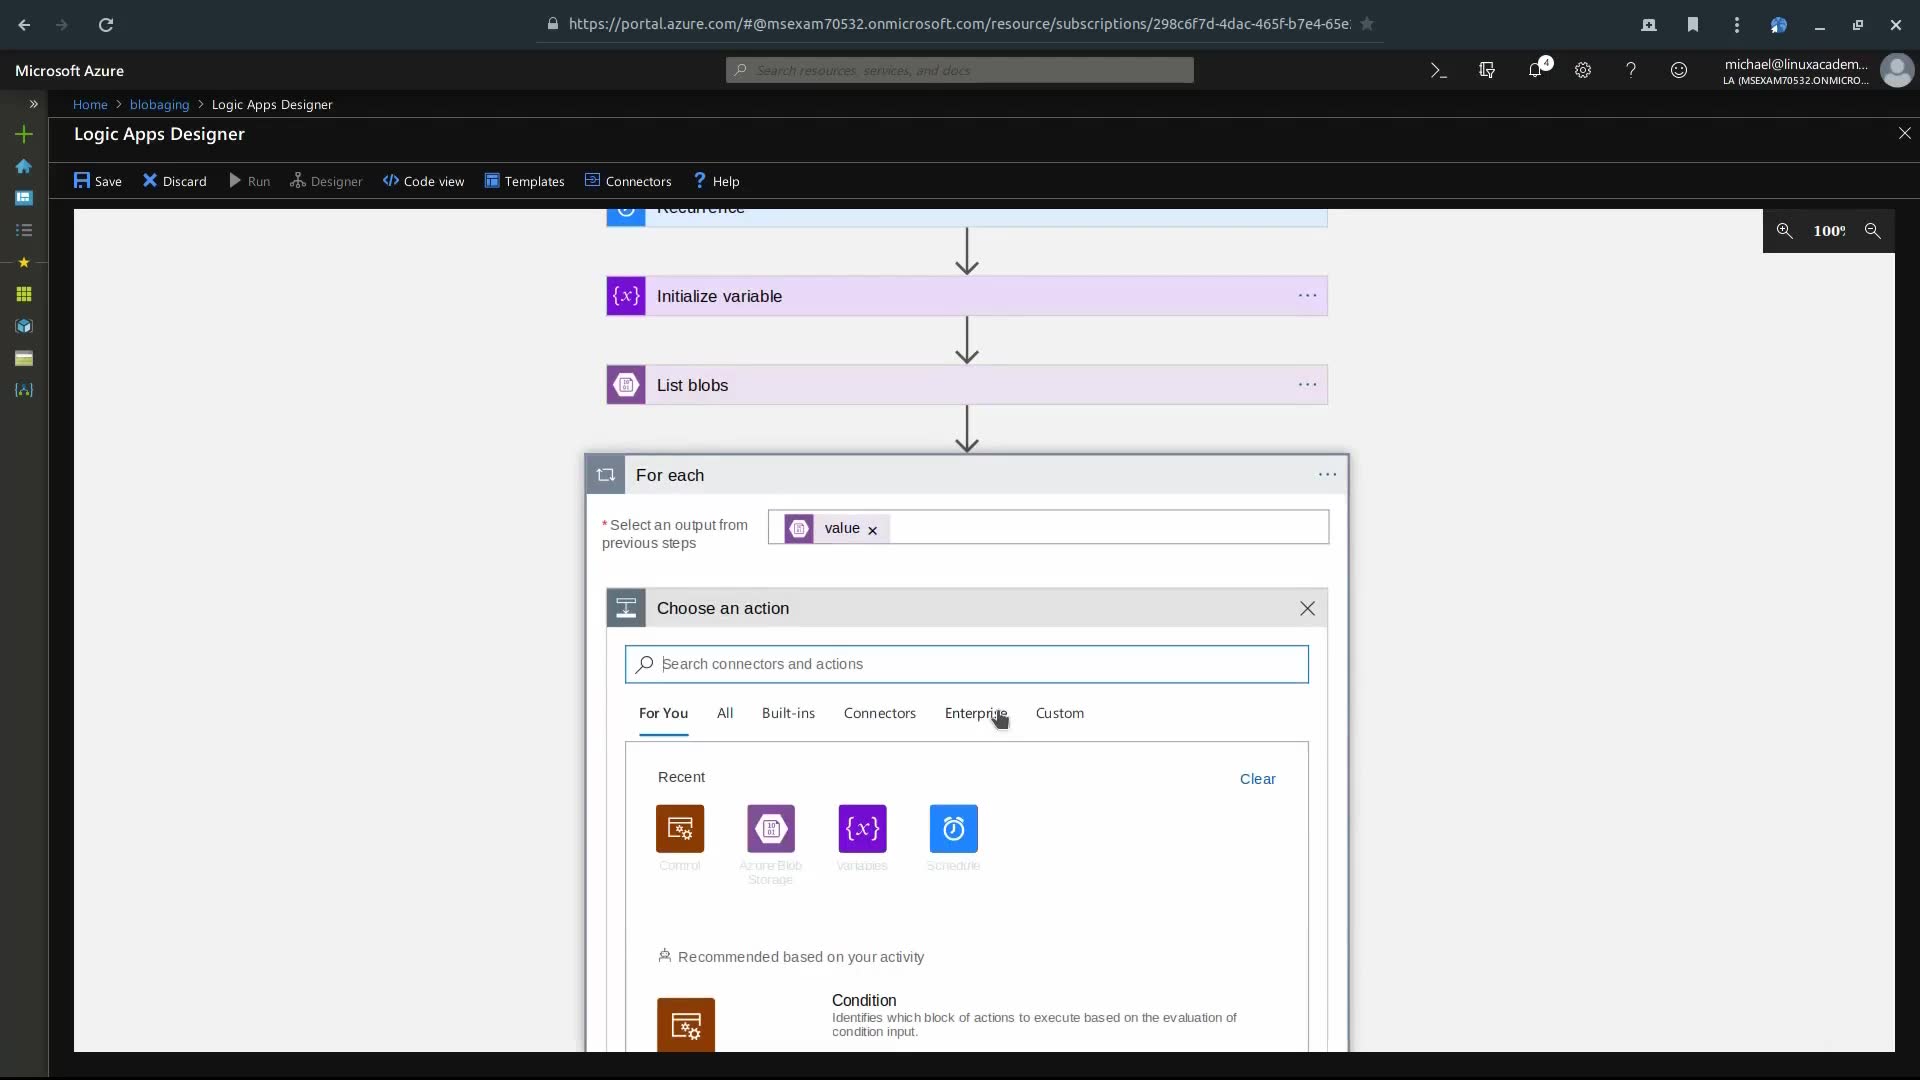 https://portal.azure.com/#@msexam70532.onmicrosoft.com/resource/subscriptions/298c6f7d-4dac-465f-b7e4-65e
Microsoft Azure
Search resources, services, and docs
4
michael@linuxacadem...
LA (MSEXAM70532.ONMICRO...
Home > blobaging > Logic Apps Designer
Logic Apps Designer
Save
Discard
Run
Designer
Code view
Templates
Connectors
Help
Recurrence
100%
Initialize variable
List blobs
For each
* Select an output from
previous steps
value
Choose an action
Search connectors and actions
For You
All
Built-ins
Connectors
Enterprise
Custom
Recent
Clear
Control
Azure Blob
Storage
Variables
Schedule
Recommended based on your activity
Condition
Identifies which block of actions to execute based on the evaluation of
condition input.